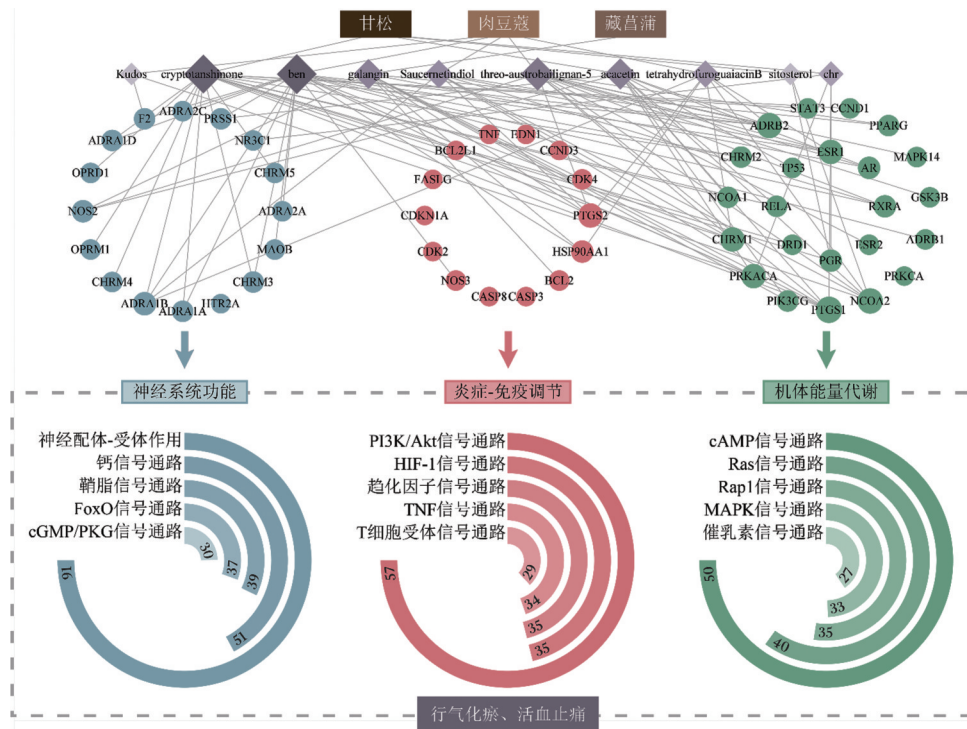 甘松 肉豆蔻 藏菖蒲
Kudos cryptotanshinone ben galangin Saucernetindiol threo-austrobailignan-5 acacetin tetrahydrofuroguaiacinB sitosterol chr
F2 ADRA2C PRSS1
ADRA1D NR3C1
OPRD1 CHRM5
NOS2 ADRA2A
OPRM1 MAOB
CHRM4 CHRM3
ADRA1B ADRA1A HTR2A
TNF EDN1
BCL2L1 CCND3
FASLG CDK4
CDKN1A PTGS2
CDK2 HSP90AA1
NOS3 BCL2
CASP8 CASP3
STAT3 CCND1
ADRB2 PPARG
CHRM2 ESR1 MAPK14
TP53 AR
NCOA1 RELA RXRA GSK3B
CHRM1 DRD1 ESR2 ADRB1
PRKACA PGR PRKCA
PIK3CG PTGS1 NCOA2
神经系统功能 炎症-免疫调节 机体能量代谢
神经配体-受体作用
钙信号通路
鞘脂信号通路
FoxO信号通路
cGMP/PKG信号通路
30
37
39
51
91
PI3K/Akt信号通路
HIF-1信号通路
趋化因子信号通路
TNF信号通路
T细胞受体信号通路
29
34
35
35
57
cAMP信号通路
Ras信号通路
Rap1信号通路
MAPK信号通路
催乳素信号通路
27
33
35
40
50
行气化瘀、活血止痛